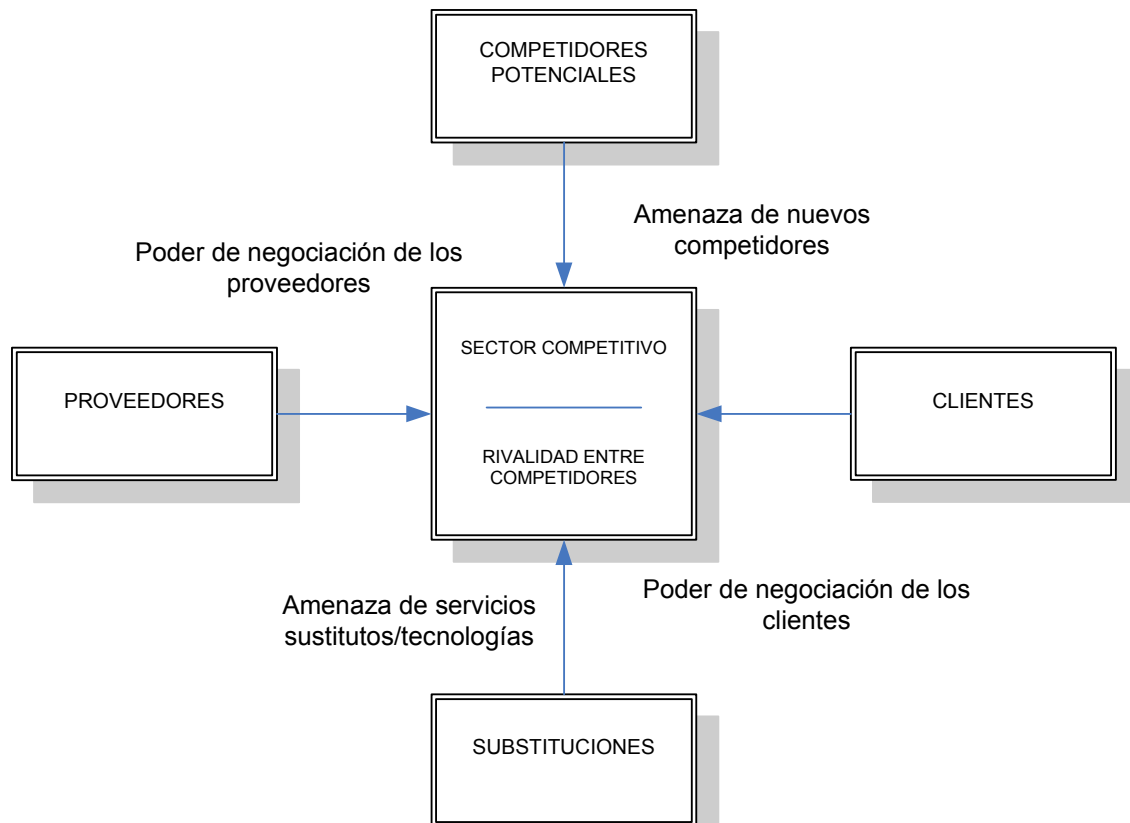 COMPETIDORES
POTENCIALES
Amenaza de nuevos
competidores
Poder de negociación de los
proveedores
SECTOR COMPETITIVO
PROVEEDORES
CLIENTES
RIVALIDAD ENTRE
COMPETIDORES
Poder de negociación de los
clientes
Amenaza de servicios
sustitutos/tecnologías
SUBSTITUCIONES